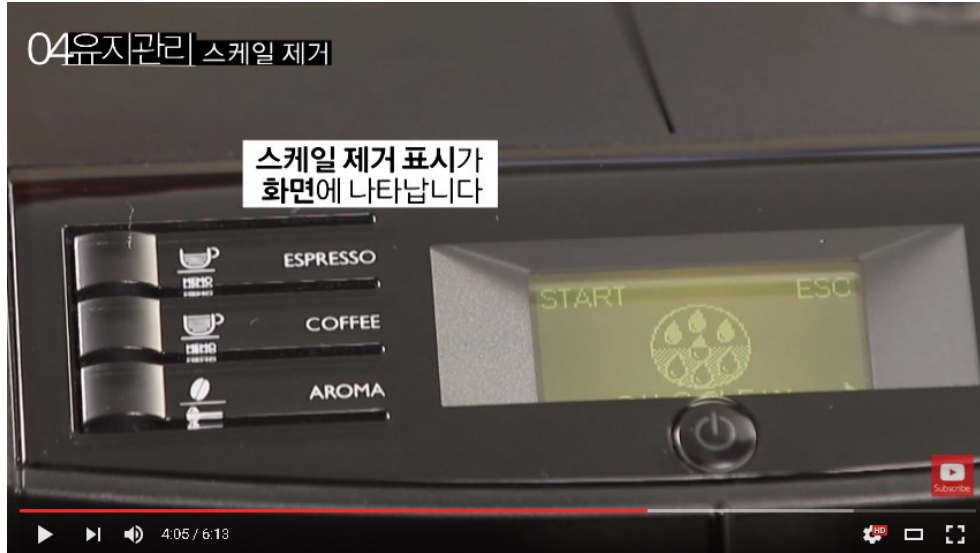 04유지관리 스케일 제거
스케일 제거 표시가
화면에 나타납니다
ESPRESSO
MEMO
COFFEE
MEMO
AROMA
START ESC
Subscribe
4:05 / 6:13
HD